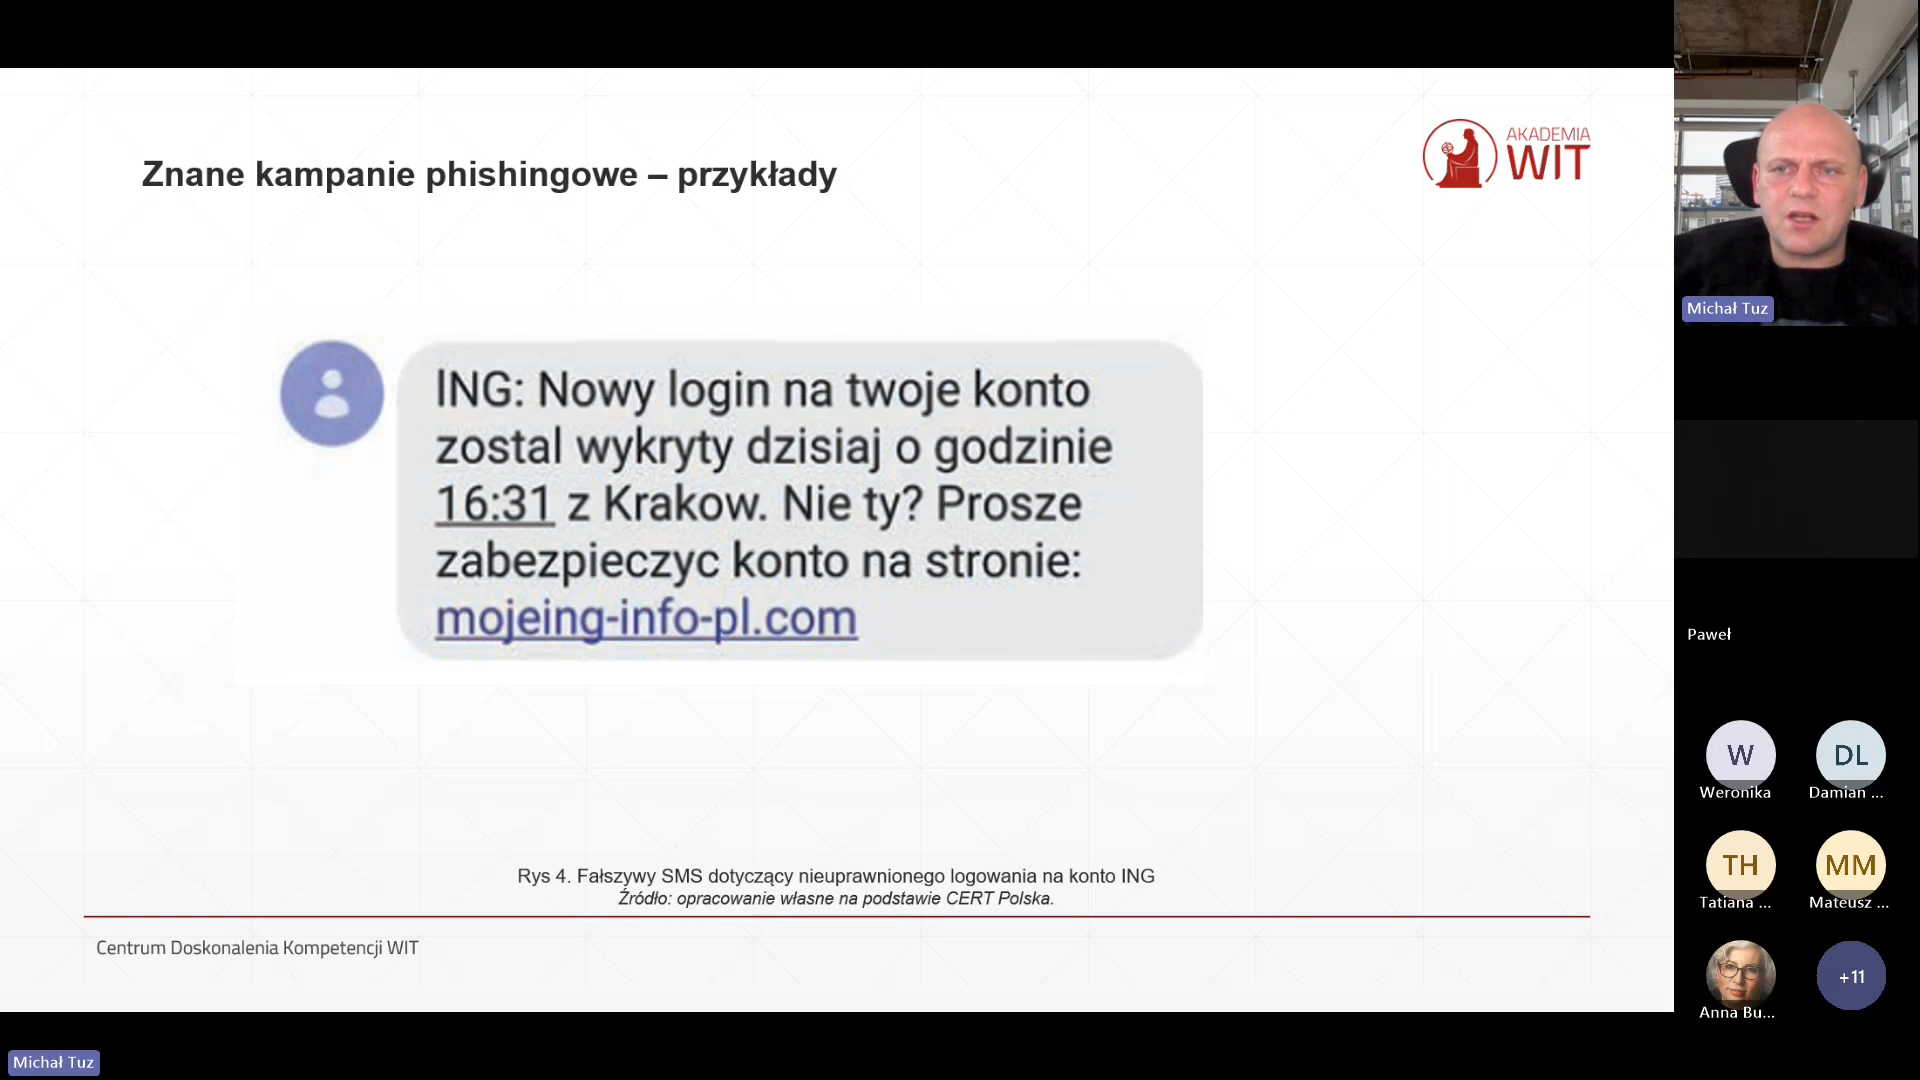 Znane kampanie phishingowe – przykłady
AKADEMIA
WIT
ING: Nowy login na twoje konto
zostal wykryty dzisiaj o godzinie
16:31 z Krakow. Nie ty? Prosze
zabezpieczyc konto na stronie:
mojeing-info-pl.com
Rys 4. Fałszywy SMS dotyczący nieuprawnionego logowania na konto ING
Źródło: opracowanie własne na podstawie CERT Polska.
Centrum Doskonalenia Kompetencji WIT
Michał Tuz
Michał Tuz
Paweł
W
DL
Weronika
Damian ...
TH
MM
Tatiana ...
Mateusz ...
+11
Anna Bu...